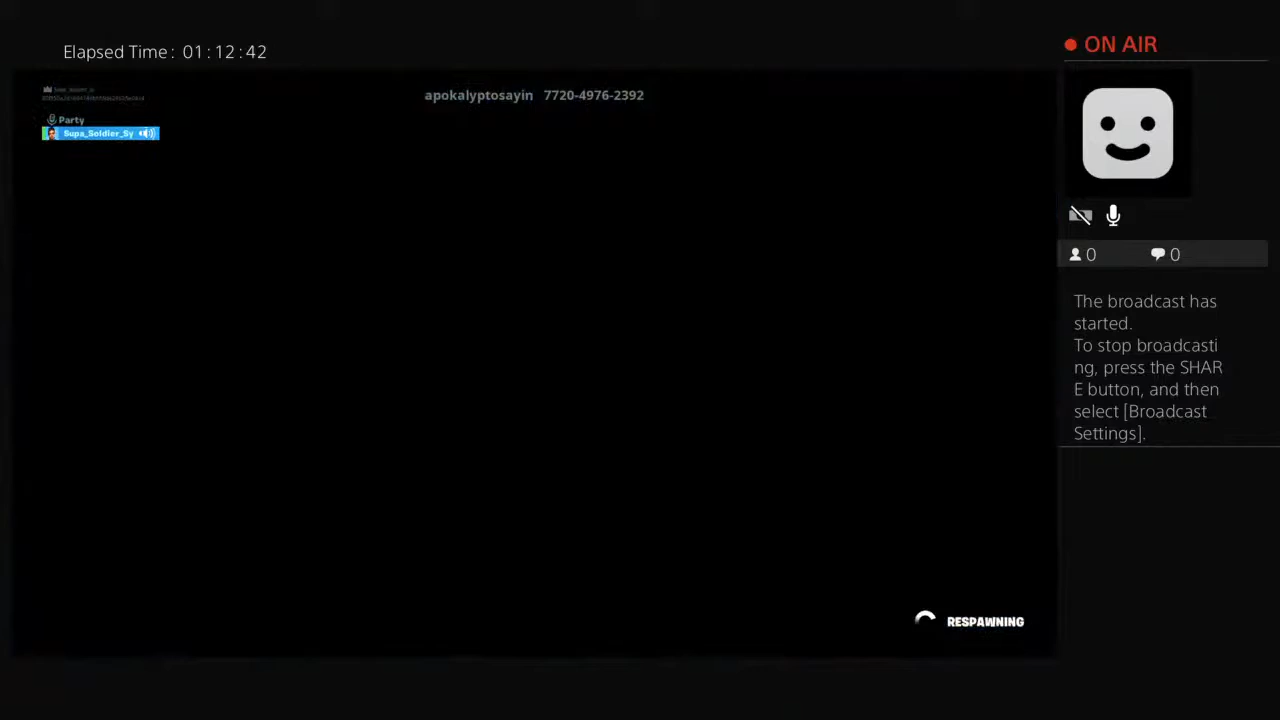 Elapsed Time: 01:12:42
ON AIR
apokalyptosayin 7720-4976-2392
Party
Supa_Soldier_Sy
0 0
The broadcast has
started.
To stop broadcasti
ng, press the SHAR
E button, and then
select [Broadcast
Settings].
RESPAWNING